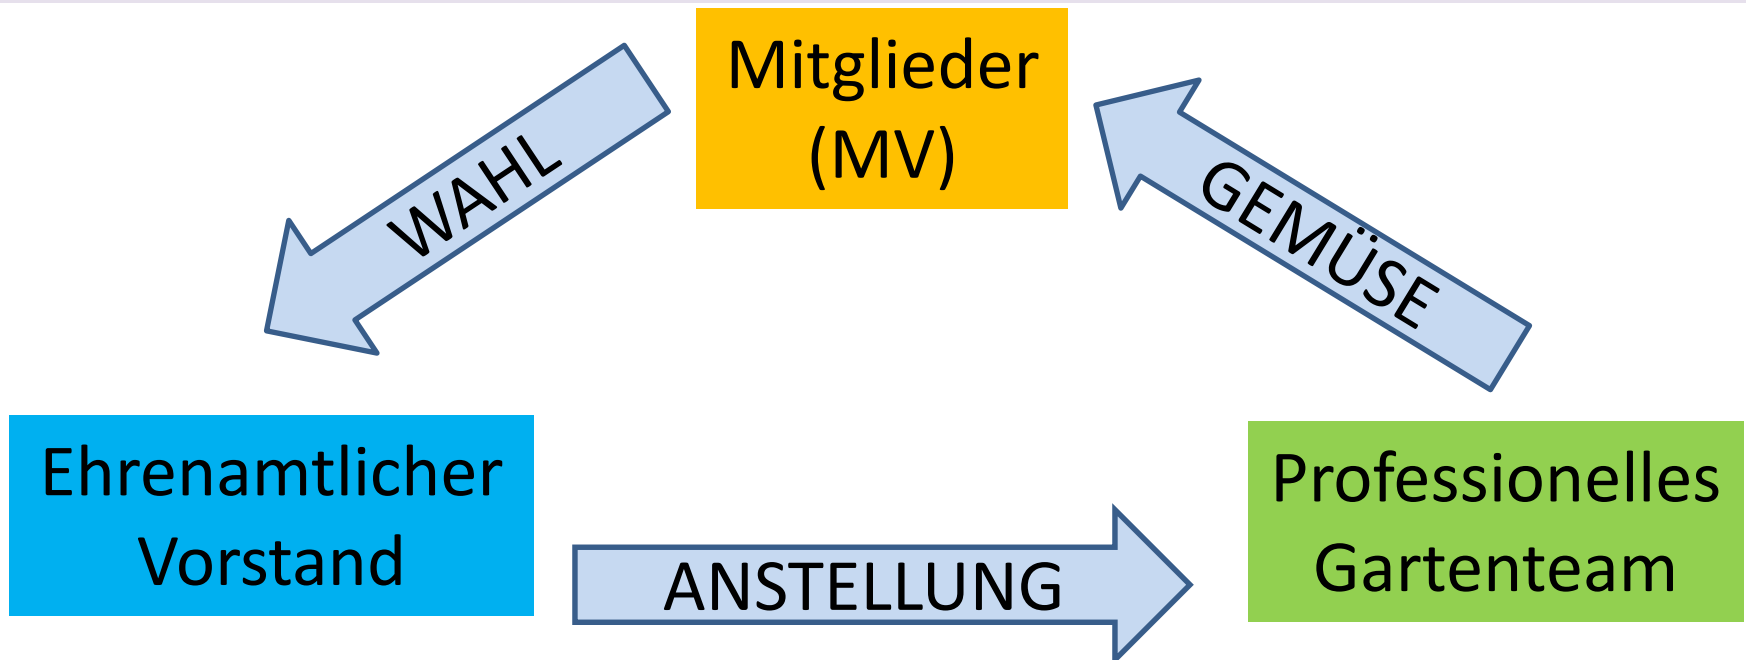 Mitglieder
(MV)
WAHL
GEMÜSE
Ehrenamtlicher
Vorstand
ANSTELLUNG
Professionelles
Gartenteam